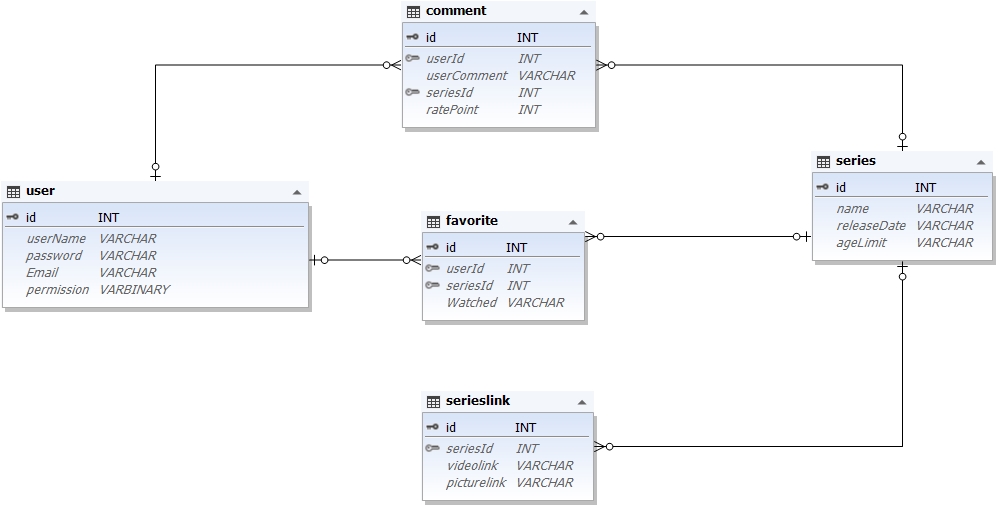 comment
id INT
userId INT
userComment VARCHAR
seriesId INT
ratePoint INT
user
id INT
userName VARCHAR
password VARCHAR
Email VARCHAR
permission VARBINARY
favorite
id INT
userId INT
seriesId INT
Watched VARCHAR
series
id INT
name VARCHAR
releaseDate VARCHAR
ageLimit VARCHAR
serieslink
id INT
seriesId INT
videolink VARCHAR
picturelink VARCHAR